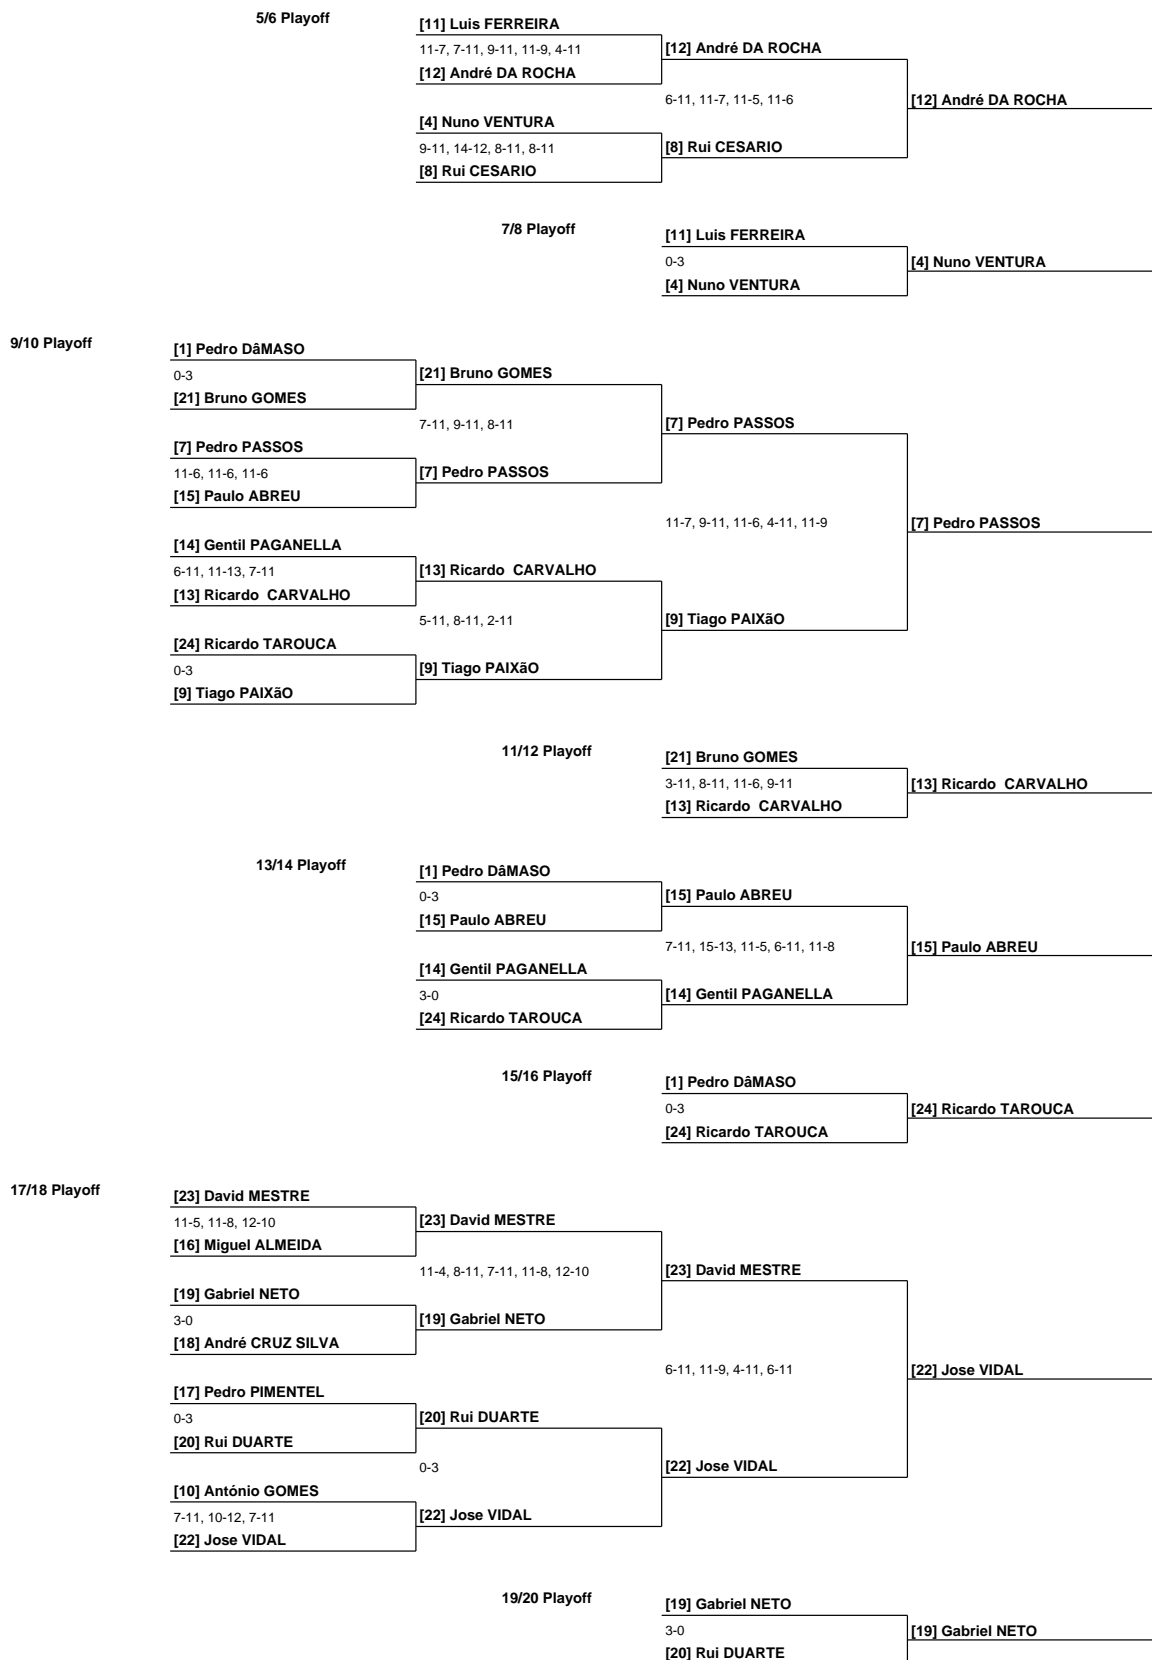 5/6 Playoff
[11] Luis FERREIRA
11-7, 7-11, 9-11, 11-9, 4-11
[12] André DA ROCHA
[12] André DA ROCHA
6-11, 11-7, 11-5, 11-6
[12] André DA ROCHA
[4] Nuno VENTURA
9-11, 14-12, 8-11, 8-11
[8] Rui CESARIO
[8] Rui CESARIO
7/8 Playoff
[11] Luis FERREIRA
0-3
[4] Nuno VENTURA
[4] Nuno VENTURA
9/10 Playoff
[1] Pedro DâMASO
0-3
[21] Bruno GOMES
[21] Bruno GOMES
7-11, 9-11, 8-11
[7] Pedro PASSOS
[7] Pedro PASSOS
11-6, 11-6, 11-6
[7] Pedro PASSOS
[15] Paulo ABREU
11-7, 9-11, 11-6, 4-11, 11-9
[7] Pedro PASSOS
[14] Gentil PAGANELLA
6-11, 11-13, 7-11
[13] Ricardo  CARVALHO
[13] Ricardo  CARVALHO
5-11, 8-11, 2-11
[9] Tiago PAIXãO
[24] Ricardo TAROUCA
0-3
[9] Tiago PAIXãO
[9] Tiago PAIXãO
11/12 Playoff
[21] Bruno GOMES
3-11, 8-11, 11-6, 9-11
[13] Ricardo  CARVALHO
[13] Ricardo  CARVALHO
13/14 Playoff
[1] Pedro DâMASO
0-3
[15] Paulo ABREU
[15] Paulo ABREU
7-11, 15-13, 11-5, 6-11, 11-8
[15] Paulo ABREU
[14] Gentil PAGANELLA
3-0
[14] Gentil PAGANELLA
[24] Ricardo TAROUCA
15/16 Playoff
[1] Pedro DâMASO
0-3
[24] Ricardo TAROUCA
[24] Ricardo TAROUCA
17/18 Playoff
[23] David MESTRE
11-5, 11-8, 12-10
[23] David MESTRE
[16] Miguel ALMEIDA
11-4, 8-11, 7-11, 11-8, 12-10
[23] David MESTRE
[19] Gabriel NETO
3-0
[19] Gabriel NETO
[18] André CRUZ SILVA
6-11, 11-9, 4-11, 6-11
[22] Jose VIDAL
[17] Pedro PIMENTEL
0-3
[20] Rui DUARTE
[20] Rui DUARTE
0-3
[22] Jose VIDAL
[10] António GOMES
7-11, 10-12, 7-11
[22] Jose VIDAL
[22] Jose VIDAL
19/20 Playoff
[19] Gabriel NETO
3-0
[19] Gabriel NETO
[20] Rui DUARTE